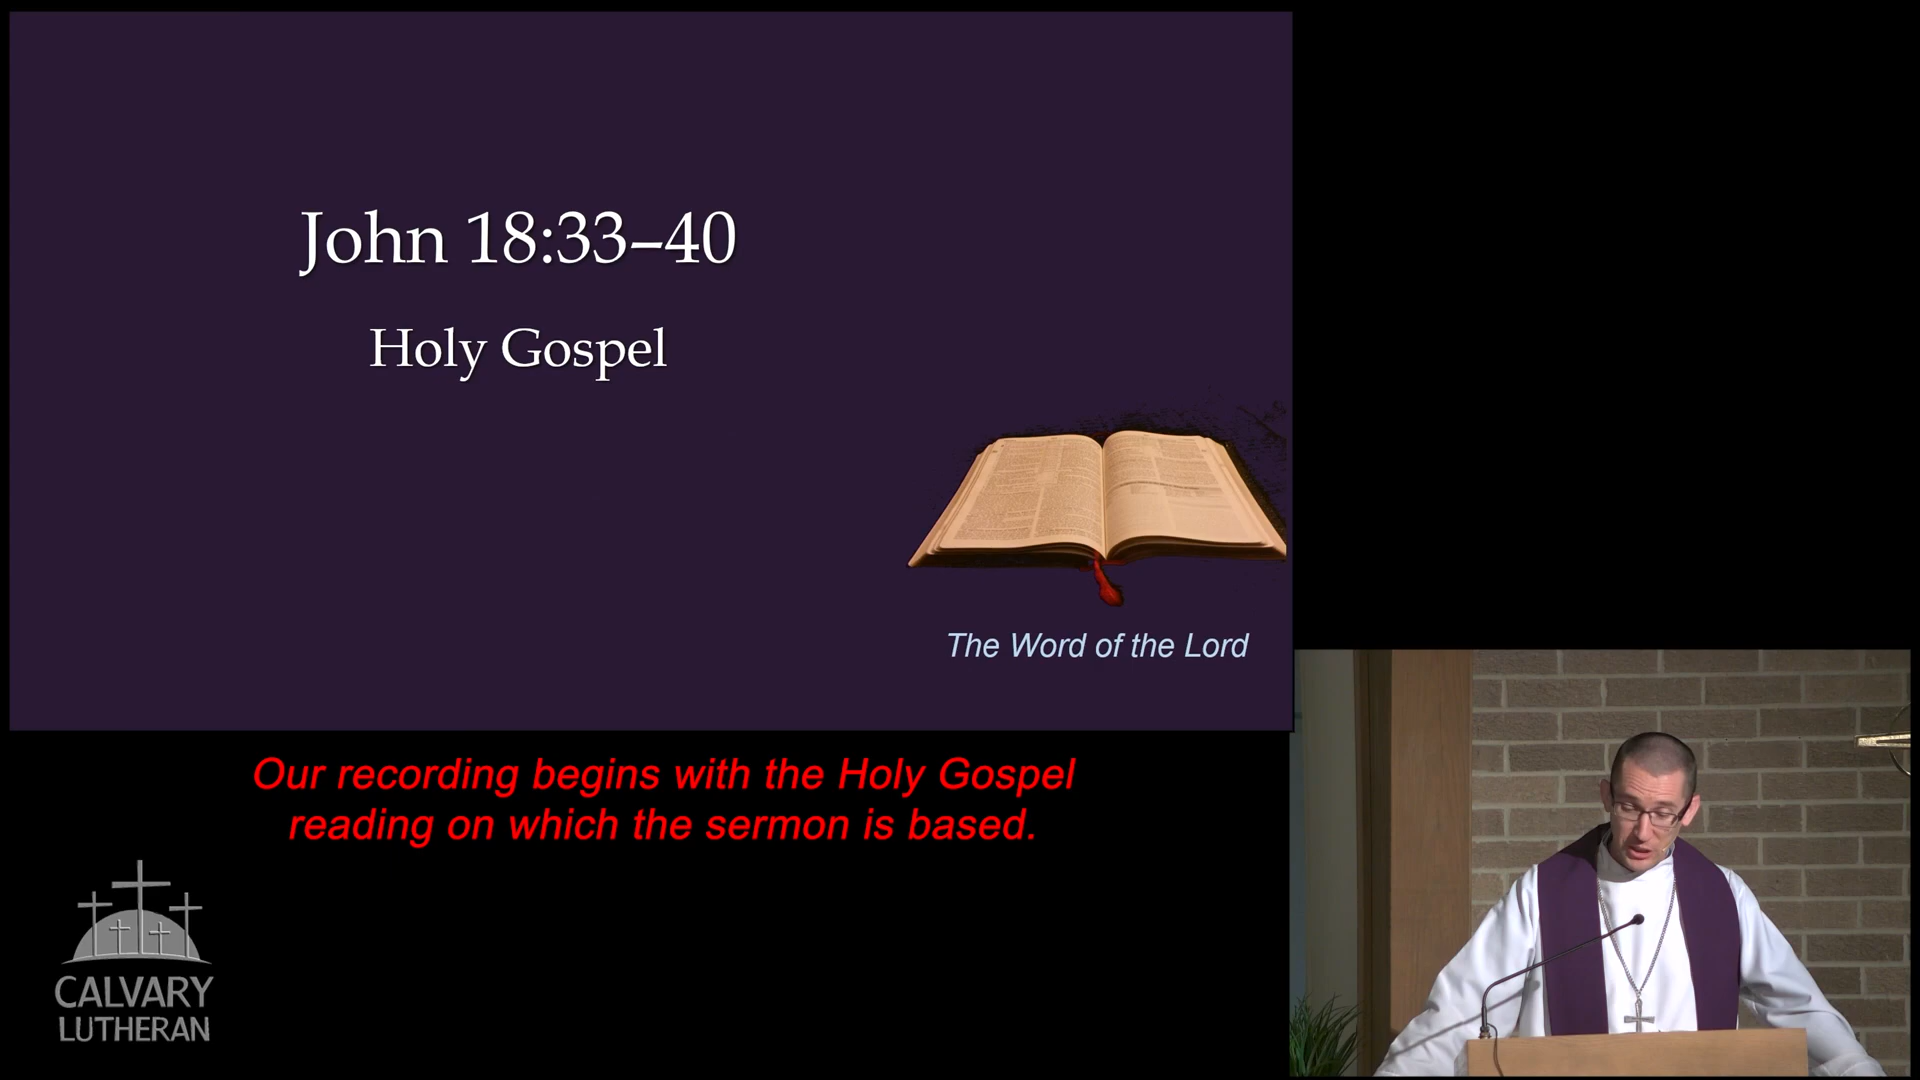 John 18:33–40
Holy Gospel
The Word of the Lord
Our recording begins with the Holy Gospel
reading on which the sermon is based.
CALVARY
LUTHERAN